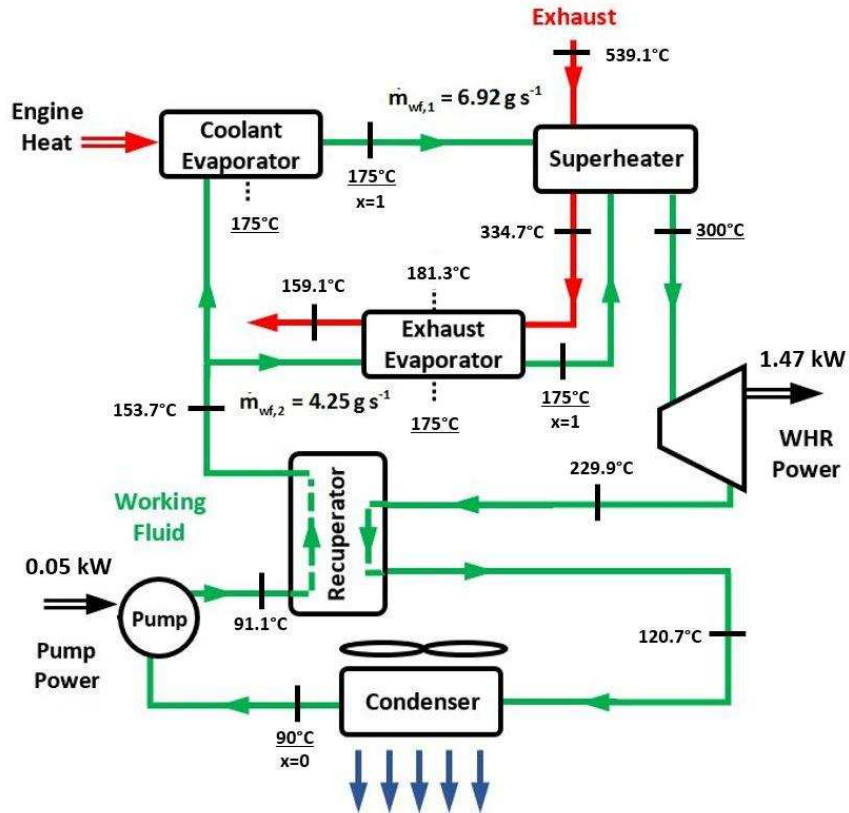 Exhaust
539.1°C
ṁwf,1 = 6.92 g s-1
Engine
Heat
Coolant
Evaporator
Superheater
175°C
x=1
175°C
334.7°C
300°C
181.3°C
159.1°C
Exhaust
Evaporator
1.47 kW
153.7°C
ṁwf,2 = 4.25 g s-1
175°C
175°C
x=1
WHR
Power
229.9°C
Working
Fluid
Recuperator
0.05 kW
Pump
91.1°C
120.7°C
Pump
Power
Condenser
90°C
x=0